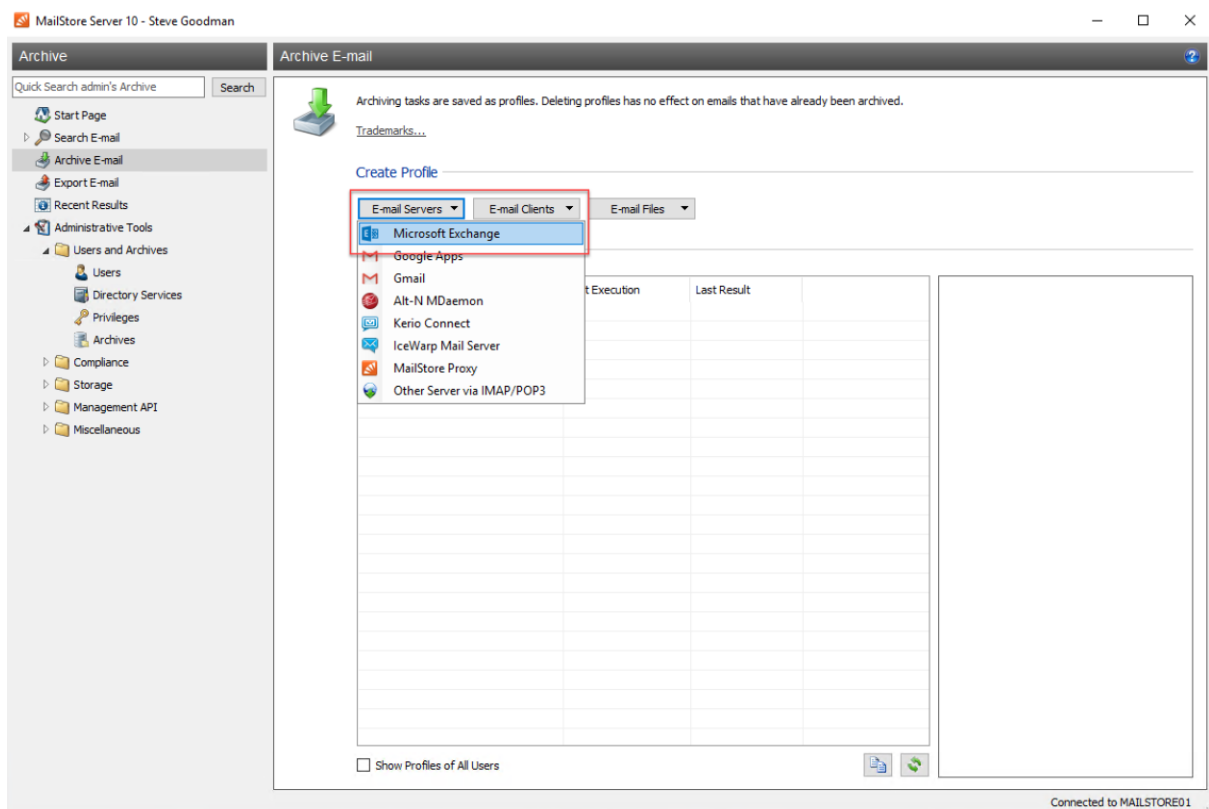 MailStore Server 10 - Steve Goodman
Archive
Archive E-mail
Quick Search admin's Archive
Search
Start Page
Search E-mail
Archive E-mail
Export E-mail
Recent Results
Administrative Tools
Users and Archives
Users
Directory Services
Privileges
Archives
Compliance
Storage
Management API
Miscellaneous
Archiving tasks are saved as profiles. Deleting profiles has no effect on emails that have already been archived.
Trademarks...
Create Profile
E-mail Servers
E-mail Clients
E-mail Files
Microsoft Exchange
Google Apps
Gmail
Alt-N MDaemon
Kerio Connect
IceWarp Mail Server
MailStore Proxy
Other Server via IMAP/POP3
t Execution
Last Result
Show Profiles of All Users
Connected to MAILSTORE01